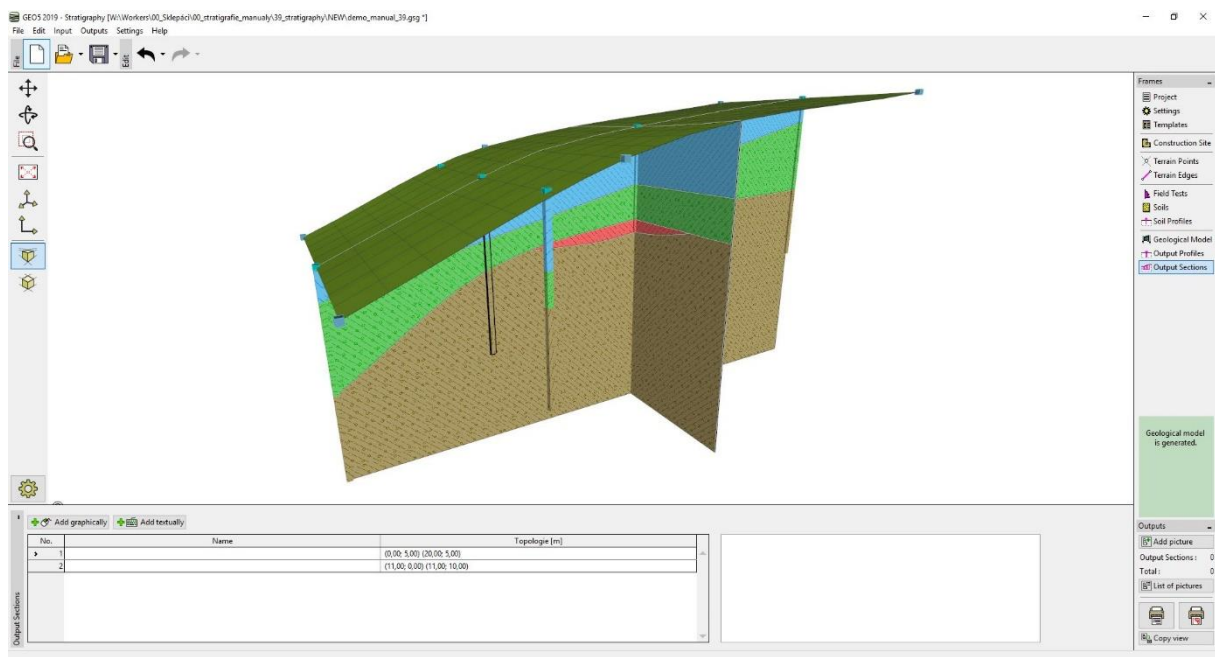 GEO5 2019 - Stratigraphy [W:\Workers\00_Sklepáci\00_stratigrafie_manualy\39_stratigraphy\NEW\demo_manual_39.gsg *]
File Edit Input Outputs Settings Help
File
Edit
Frames
Project
Settings
Templates
Construction Site
Terrain Points
Terrain Edges
Field Tests
Soils
Soil Profiles
Geological Model
Output Profiles
Output Sections
Geological model
is generated.
Outputs
Add picture
Output Sections : 0
Total : 0
List of pictures
Copy view
Output Sections
Add graphically Add textually
No. Name Topologie [m]
1 (0,00; 5,00) (20,00; 5,00)
2 (11,00; 0,00) (11,00; 10,00)